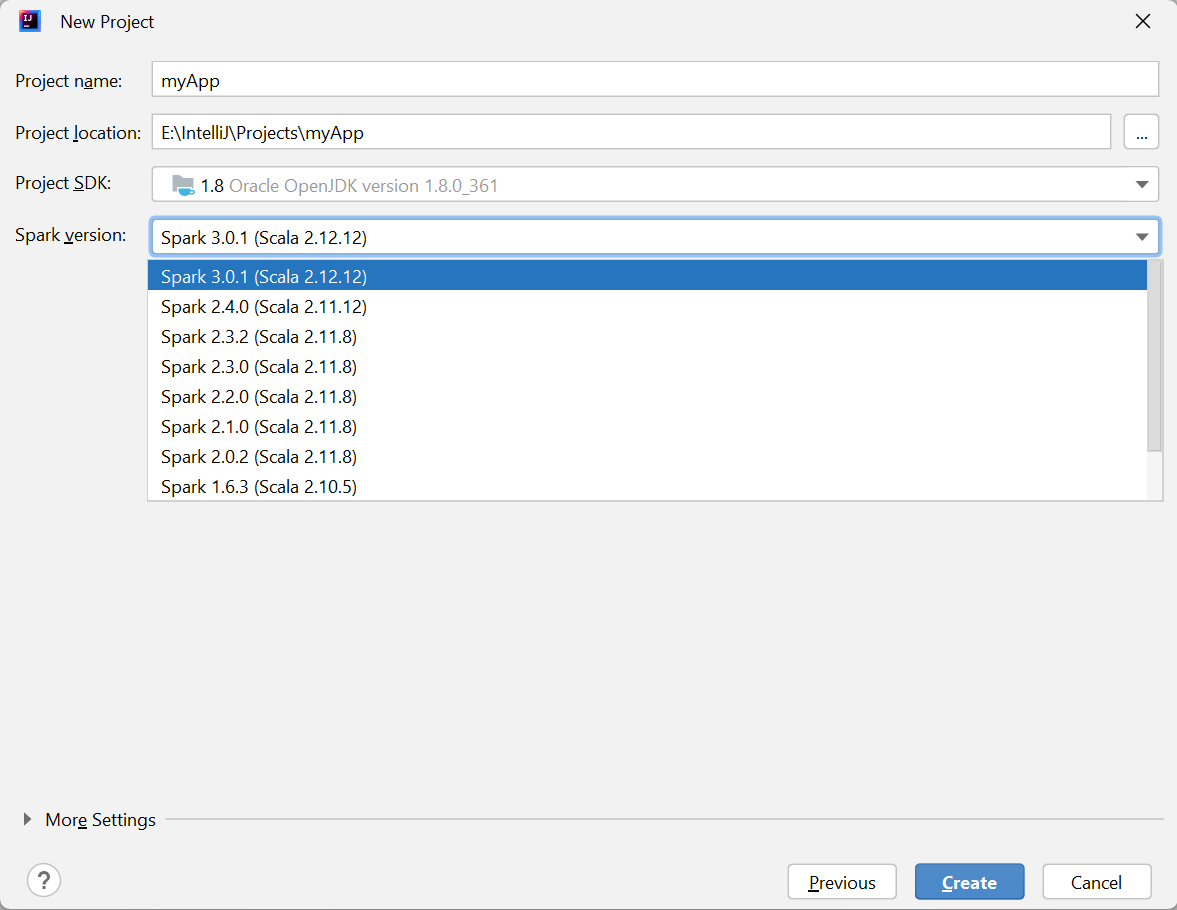 New Project
Project name: myApp
Project location: E:\IntelliJ\Projects\myApp ...
Project SDK: 1.8 Oracle OpenJDK version 1.8.0_361
Spark version: Spark 3.0.1 (Scala 2.12.12)
Spark 3.0.1 (Scala 2.12.12)
Spark 2.4.0 (Scala 2.11.12)
Spark 2.3.2 (Scala 2.11.8)
Spark 2.3.0 (Scala 2.11.8)
Spark 2.2.0 (Scala 2.11.8)
Spark 2.1.0 (Scala 2.11.8)
Spark 2.0.2 (Scala 2.11.8)
Spark 1.6.3 (Scala 2.10.5)
More Settings
? Previous Create Cancel